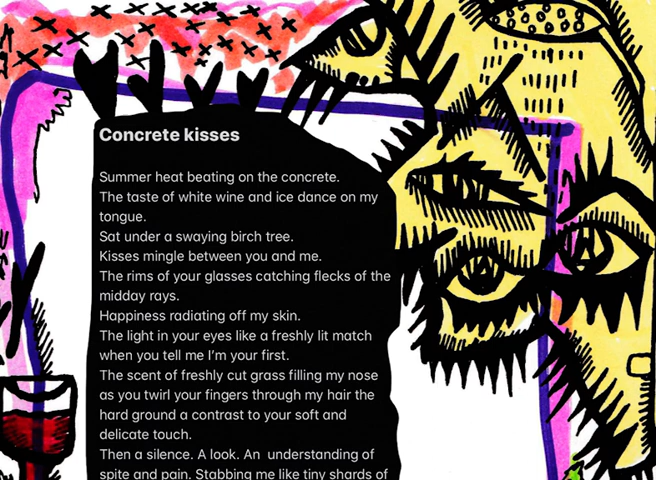 Concrete kisses
Summer heat beating on the concrete.
The taste of white wine and ice dance on my
tongue.
Sat under a swaying birch tree.
Kisses mingle between you and me.
The rims of your glasses catching flecks of the
midday rays.
Happiness radiating off my skin.
The light in your eyes like a freshly lit match
when you tell me I’m your first.
The scent of freshly cut grass filling my nose
as you twirl your fingers through my hair the
hard ground a contrast to your soft and
delicate touch.
Then a silence. A look. An  understanding of
spite and pain. Stabbing me like tiny shards of